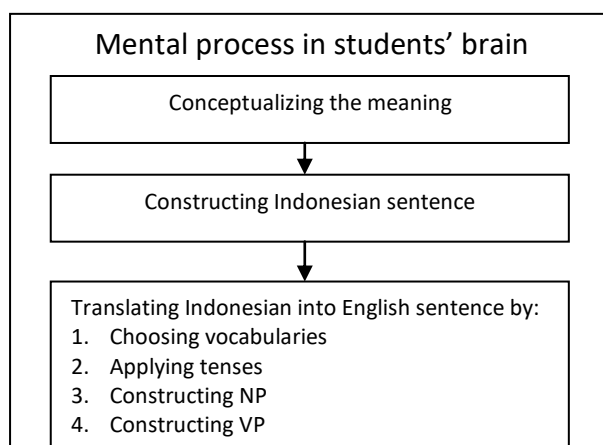 Mental process in students’ brain
Conceptualizing the meaning
Constructing Indonesian sentence
Translating Indonesian into English sentence by:
1. Choosing vocabularies
2. Applying tenses
3. Constructing NP
4. Constructing VP